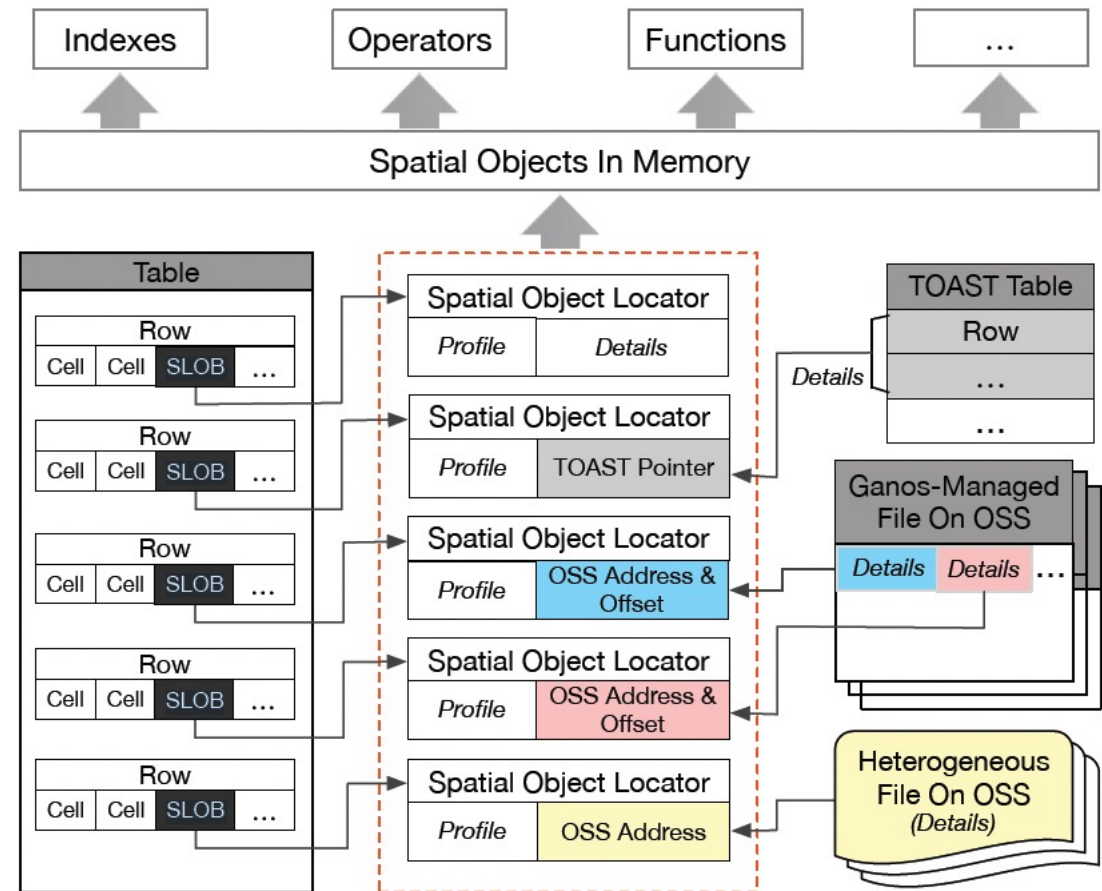 Indexes
Operators
Functions
...
Spatial Objects In Memory
Table
Row
Cell Cell SLOB ...
Row
Cell Cell SLOB ...
Row
Cell Cell SLOB ...
Row
Cell Cell SLOB ...
Row
Cell Cell SLOB ...
Spatial Object Locator
Profile Details
Spatial Object Locator
Profile TOAST Pointer
Spatial Object Locator
Profile OSS Address &
Offset
Spatial Object Locator
Profile OSS Address &
Offset
Spatial Object Locator
Profile OSS Address
Details
TOAST Table
Row
...
...
Ganos-Managed
File On OSS
Details Details ...
Heterogeneous
File On OSS
(Details)